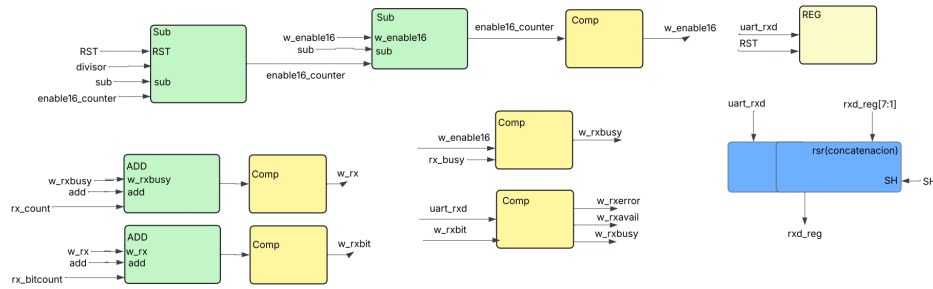 Sub
RST
RST
divisor
sub
sub
enable16_counter
enable16_counter
Sub
w_enable16
w_enable16
sub
sub
enable16_counter
Comp
w_enable16
REG
uart_rxd
RST
ADD
w_rxbusy
w_rxbusy
add
add
rx_count
Comp
w_rx
ADD
w_rx
w_rx
add
add
rx_bitcount
Comp
w_rxbit
Comp
w_enable16
rx_busy
w_rxbusy
Comp
uart_rxd
w_rxbit
w_rxerror
w_rxavail
w_rxbusy
uart_rxd
rxd_reg[7:1]
rsr(concatenacion)
SH
SH
rxd_reg